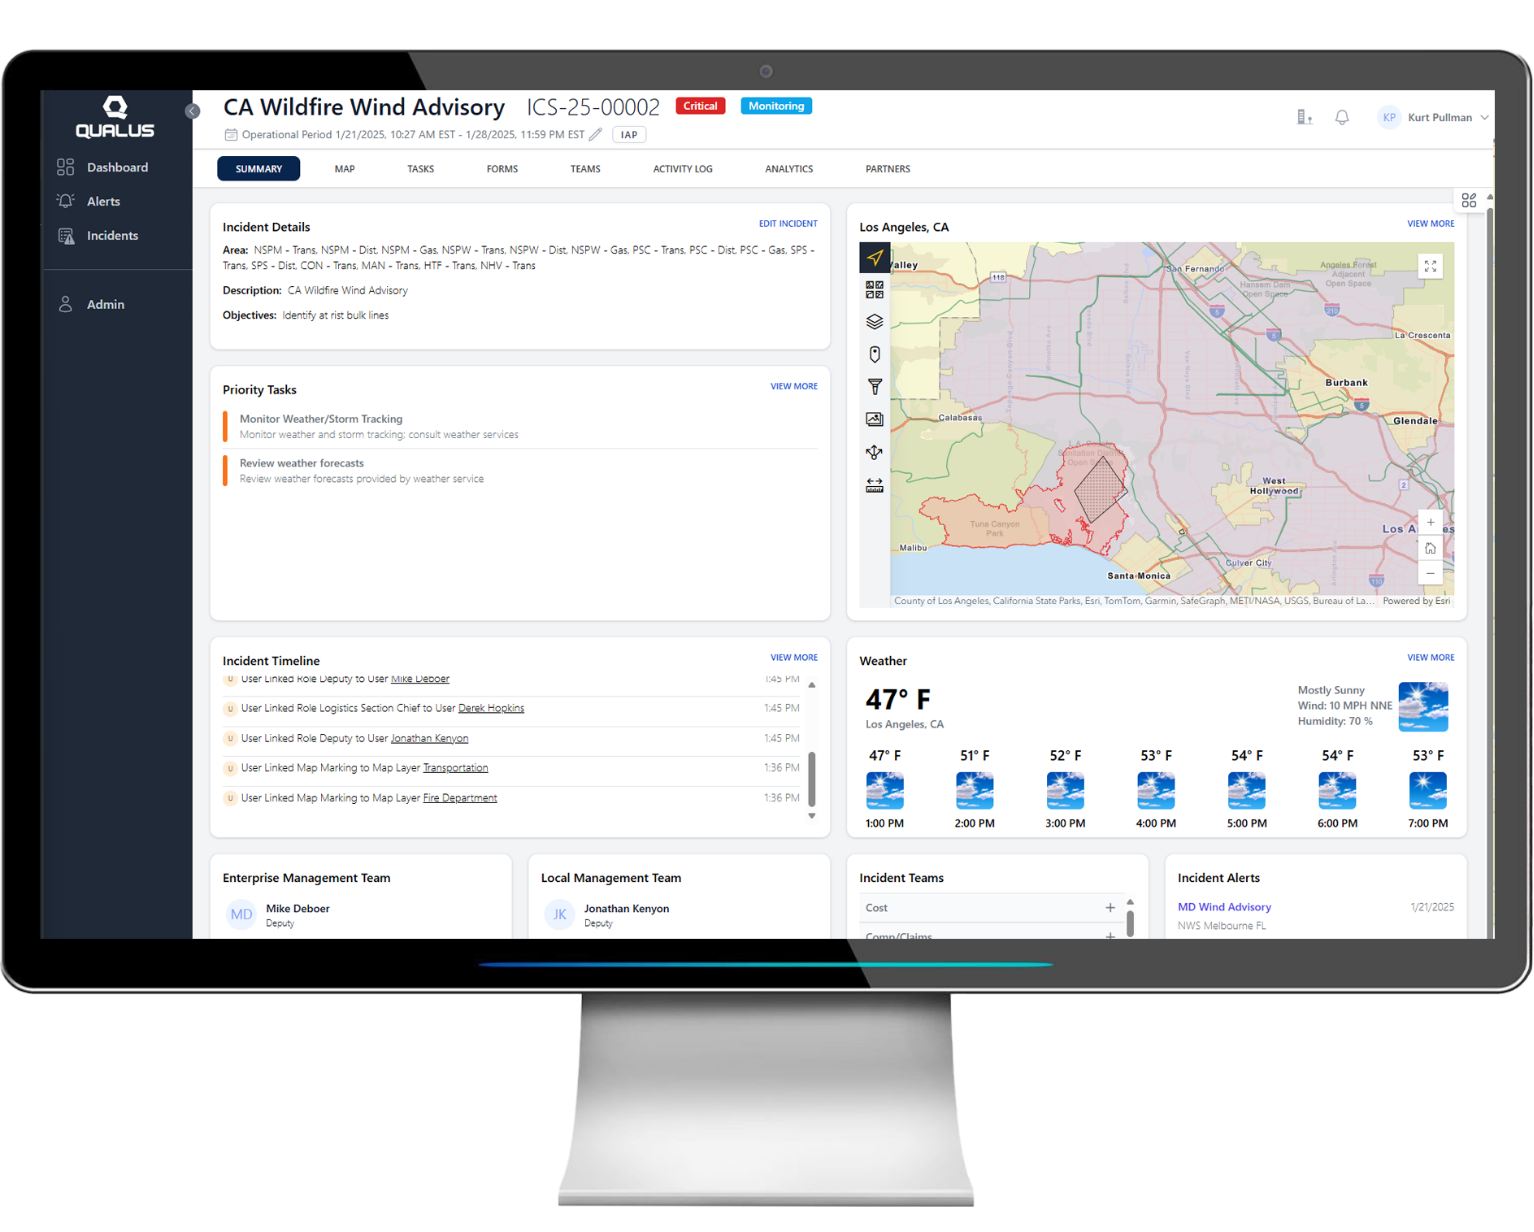 QUALUS
Dashboard
Alerts
Incidents
Admin
CA Wildfire Wind Advisory ICS-25-00002 Critical Monitoring
Operational Period 1/21/2025, 10:27 AM EST - 1/28/2025, 11:59 PM EST IAP
KP Kurt Pullman
SUMMARY MAP TASKS FORMS TEAMS ACTIVITY LOG ANALYTICS PARTNERS
Incident Details EDIT INCIDENT
Area: NSPM - Trans, NSPM - Dist, NSPM - Gas, NSPW - Trans, NSPW - Dist, NSPW - Gas, PSC - Trans, PSC - Dist, PSC - Gas, SPS -
Trans, SPS - Dist, CON - Trans, MAN - Trans, HTF - Trans, NHV - Trans
Description: CA Wildfire Wind Advisory
Objectives: Identify at rist bulk lines
Priority Tasks VIEW MORE
Monitor Weather/Storm Tracking
Monitor weather and storm tracking; consult weather services
Review weather forecasts
Review weather forecasts provided by weather service
Los Angeles, CA VIEW MORE
Valley
118
San Fernando
Angeles Forest
Adjacent
Open Space
Hansem Dam
Open Space
5
210
5
La Crescenta
Burbank
5
Glendale
Calabasas
L.A. County
Sanitation District
Open Space
West
Hollywood
2
Tuna Canyon
Park
Los A es
Malibu
Culver City
Santa Monica
110
County of Los Angeles, California State Parks, Esri, TomTom, Garmin, SafeGraph, METI/NASA, USGS, Bureau of La... Powered by Esri
Incident Timeline VIEW MORE
U User Linked Role Deputy to User Mike Deboer 1:45 PM
U User Linked Role Logistics Section Chief to User Derek Hopkins 1:45 PM
U User Linked Role Deputy to User Jonathan Kenyon 1:45 PM
U User Linked Map Marking to Map Layer Transportation 1:36 PM
U User Linked Map Marking to Map Layer Fire Department 1:36 PM
Weather VIEW MORE
47° F
Los Angeles, CA
Mostly Sunny
Wind: 10 MPH NNE
Humidity: 70 %
47° F 51° F 52° F 53° F 54° F 54° F 53° F
1:00 PM 2:00 PM 3:00 PM 4:00 PM 5:00 PM 6:00 PM 7:00 PM
Enterprise Management Team
MD Mike Deboer
Deputy
Local Management Team
JK Jonathan Kenyon
Deputy
Incident Teams
Cost
Comp/Claims
Incident Alerts
MD Wind Advisory 1/21/2025
NWS Melbourne FL